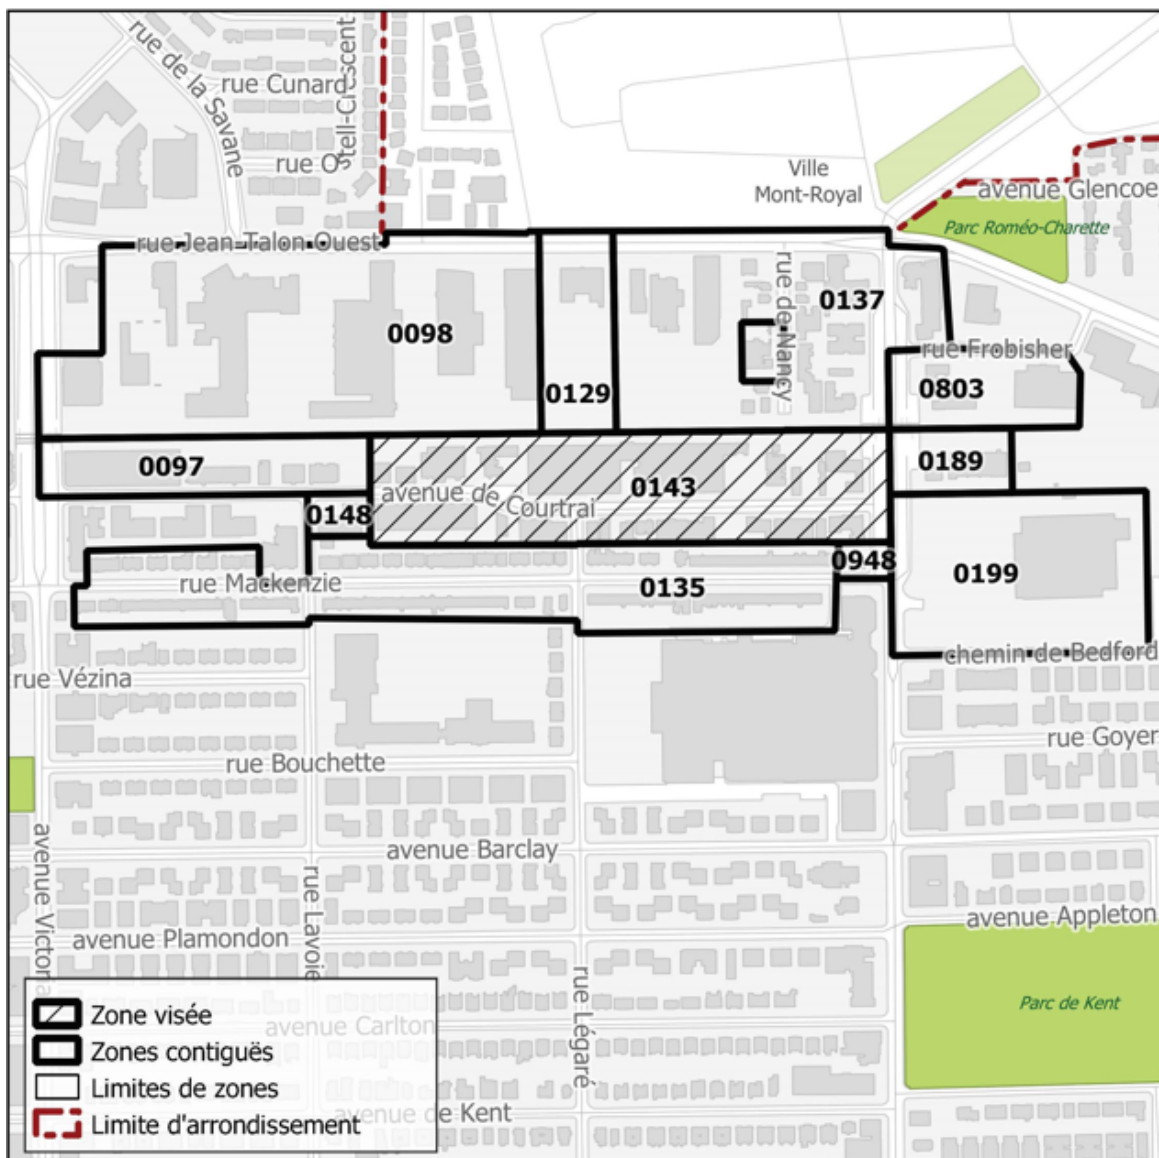 rue de la Savane
rue Cunard
rue O'
tell-Crescent
Ville
Mont-Royal
avenue Glencoe
Parc Roméo-Charette
rue Jean-Talon Ouest
rue de Nancy
0137
0098
rue Frobisher
0129
0803
0097
0189
0143
avenue de Courtrai
0148
0948
0199
rue Mackenzie
0135
chemin de Bedford
rue Vézina
rue Goyer
rue Bouchette
avenue Victoria
avenue Barclay
rue Lavoie
avenue Appleton
avenue Plamondon
rue Légaré
Parc de Kent
Zone visée
avenue Carlton
Zones contiguës
Limites de zones
avenue de Kent
Limite d'arrondissement